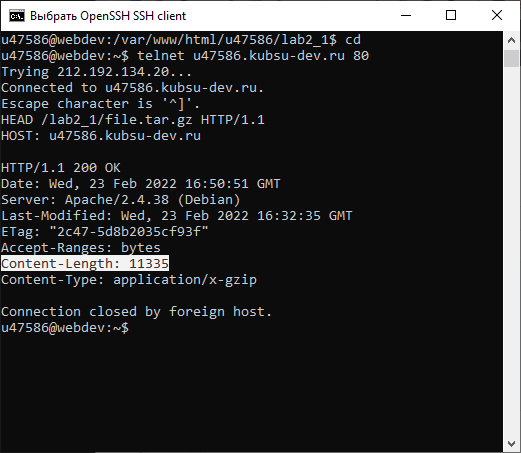 Выбрать OpenSSH SSH client
u47586@webdev:/var/www/html/u47586/lab2_1$ cd
u47586@webdev:~$ telnet u47586.kubsu-dev.ru 80
Trying 212.192.134.20...
Connected to u47586.kubsu-dev.ru.
Escape character is '^]'.
HEAD /lab2_1/file.tar.gz HTTP/1.1
HOST: u47586.kubsu-dev.ru

HTTP/1.1 200 OK
Date: Wed, 23 Feb 2022 16:50:51 GMT
Server: Apache/2.4.38 (Debian)
Last-Modified: Wed, 23 Feb 2022 16:32:35 GMT
ETag: "2c47-5d8b2035cf93f"
Accept-Ranges: bytes
Content-Length: 11335
Content-Type: application/x-gzip

Connection closed by foreign host.
u47586@webdev:~$